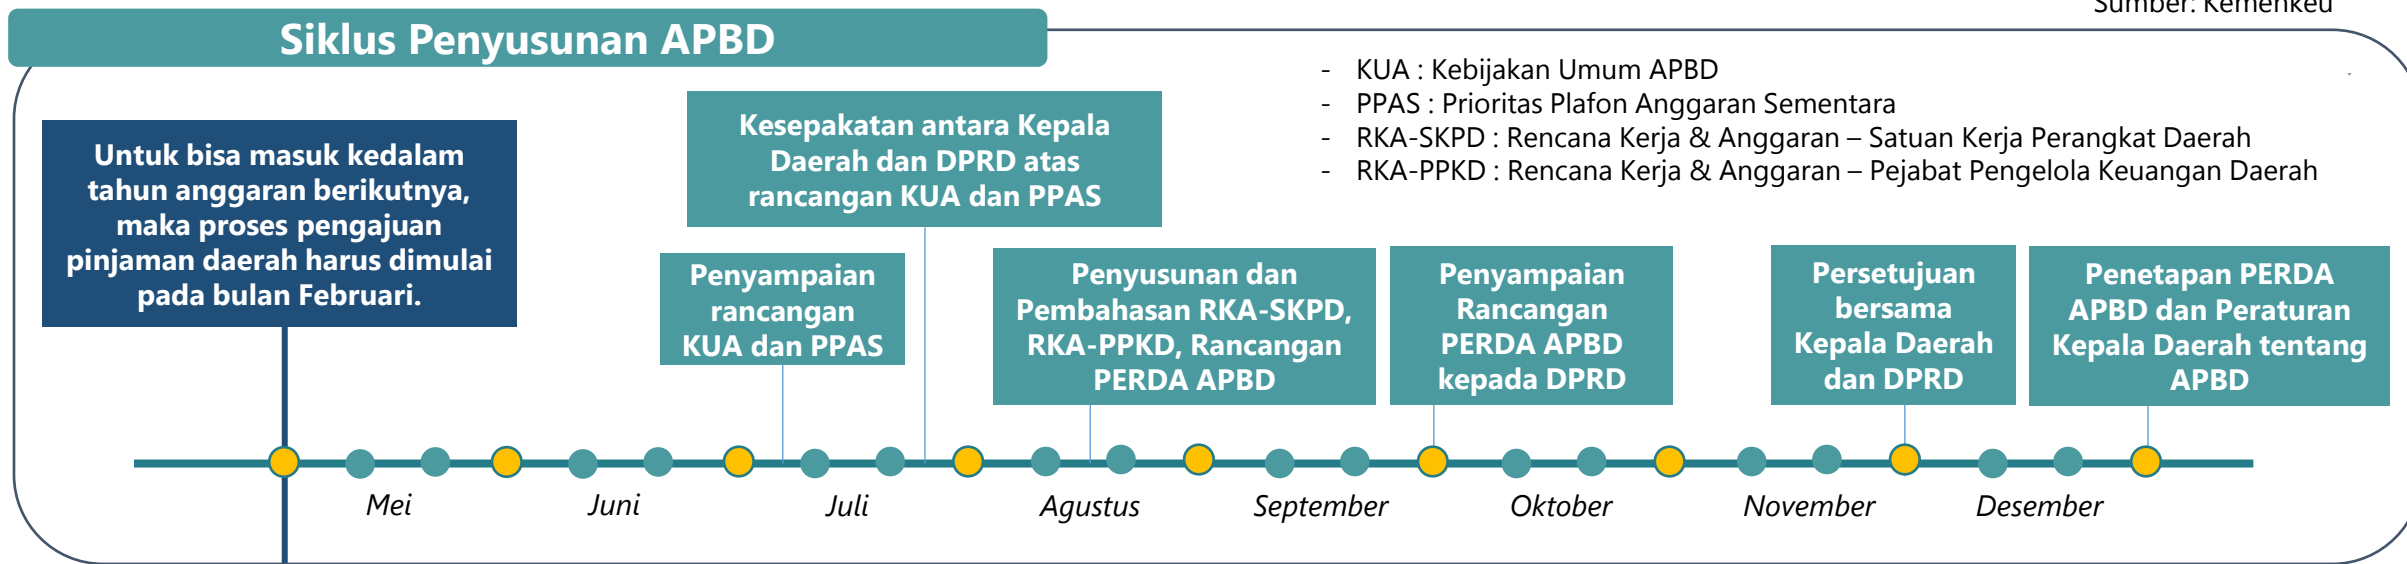 Sumber: Kemenkeu
Siklus Penyusunan APBD
- KUA : Kebijakan Umum APBD
- PPAS : Prioritas Plafon Anggaran Sementara
- RKA-SKPD : Rencana Kerja & Anggaran – Satuan Kerja Perangkat Daerah
- RKA-PPKD : Rencana Kerja & Anggaran – Pejabat Pengelola Keuangan Daerah
Untuk bisa masuk kedalam
tahun anggaran berikutnya,
maka proses pengajuan
pinjaman daerah harus dimulai
pada bulan Februari.
Kesepakatan antara Kepala
Daerah dan DPRD atas
rancangan KUA dan PPAS
Penyampaian
rancangan
KUA dan PPAS
Penyusunan dan
Pembahasan RKA-SKPD,
RKA-PPKD, Rancangan
PERDA APBD
Penyampaian
Rancangan
PERDA APBD
kepada DPRD
Persetujuan
bersama
Kepala Daerah
dan DPRD
Penetapan PERDA
APBD dan Peraturan
Kepala Daerah tentang
APBD
Mei
Juni
Juli
Agustus
September
Oktober
November
Desember